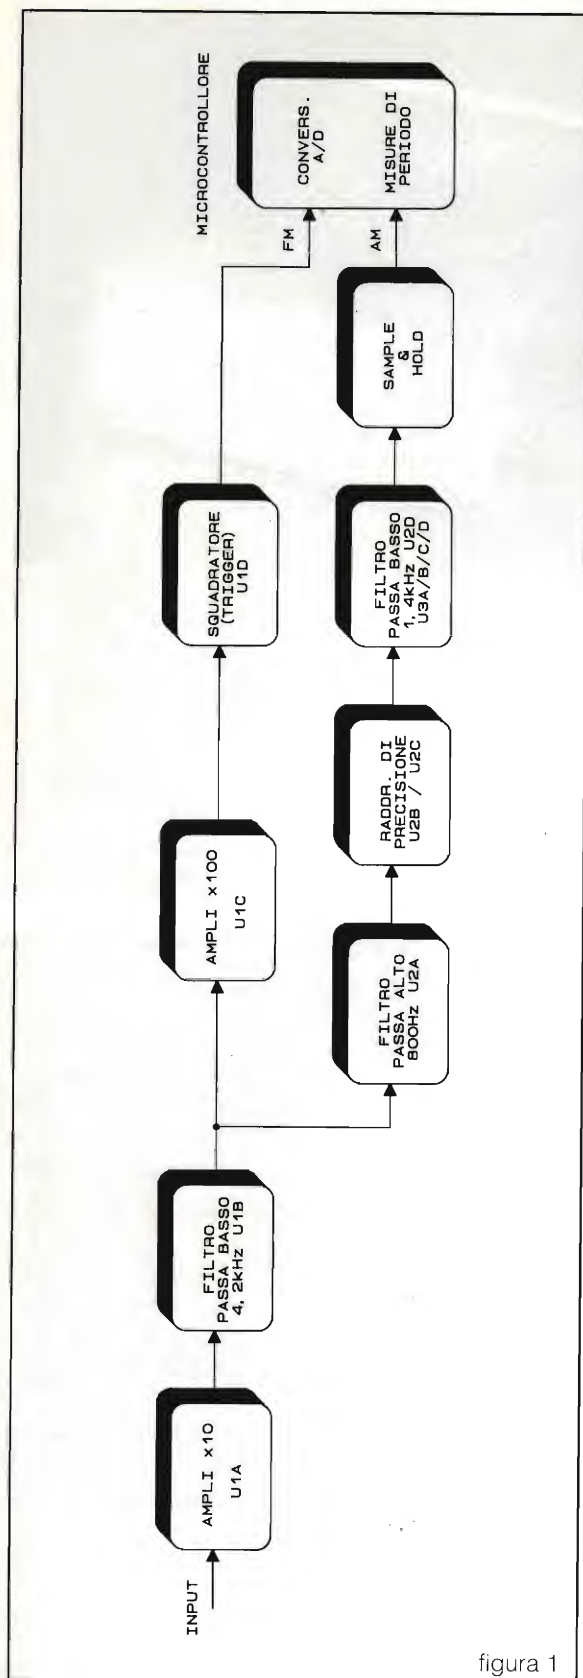 INPUT
AMPLI x10
U1A
FILTRO
PASSA BASSO
4, 2kHz U1B
AMPLI x100
U1C
SQUADRATORE
(TRIGGER)
U1D
FILTRO
PASSA ALTO
800Hz U2A
RADDR. DI
PRECISIONE
U2B / U2C
FILTRO
PASSA BASSO
1, 4kHz U2D
U3A/B/C/D
SAMPLE
&
HOLD
FM
AM
MICROCONTROLLORE
CONVERS.
A/D
MISURE DI
PERIODO
figura 1